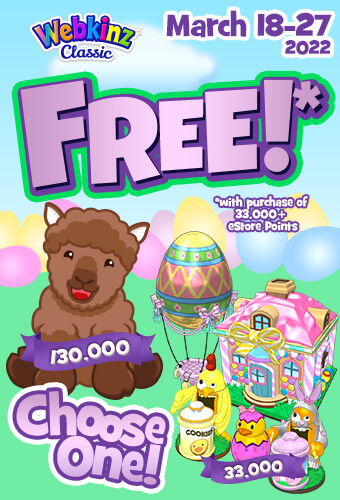 Webkinz™
Classic
March 18-27
2022
FREE!*
*with purchase of
33,000+
eStore Points
130,000
COOKIES
33,000
Choose
One!